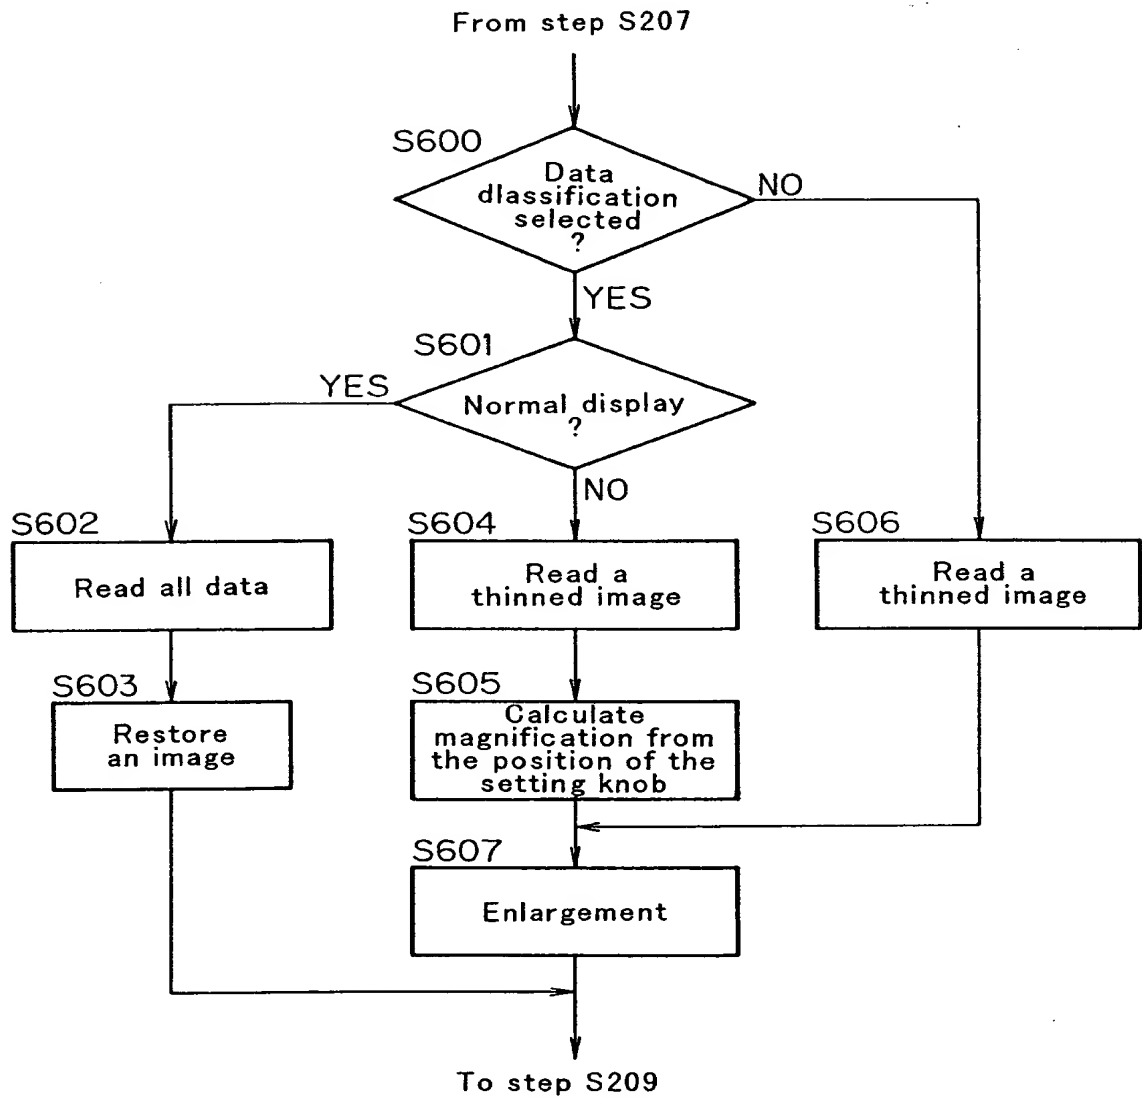 From step S207
S600
Data
dlassification
selected
?
NO
YES
S601
YES
Normal display
?
NO
S602
Read all data
S604
Read a
thinned image
S606
Read a
thinned image
S603
Restore
an image
S605
Calculate
magnification from
the position of the
setting knob
S607
Enlargement
To step S209